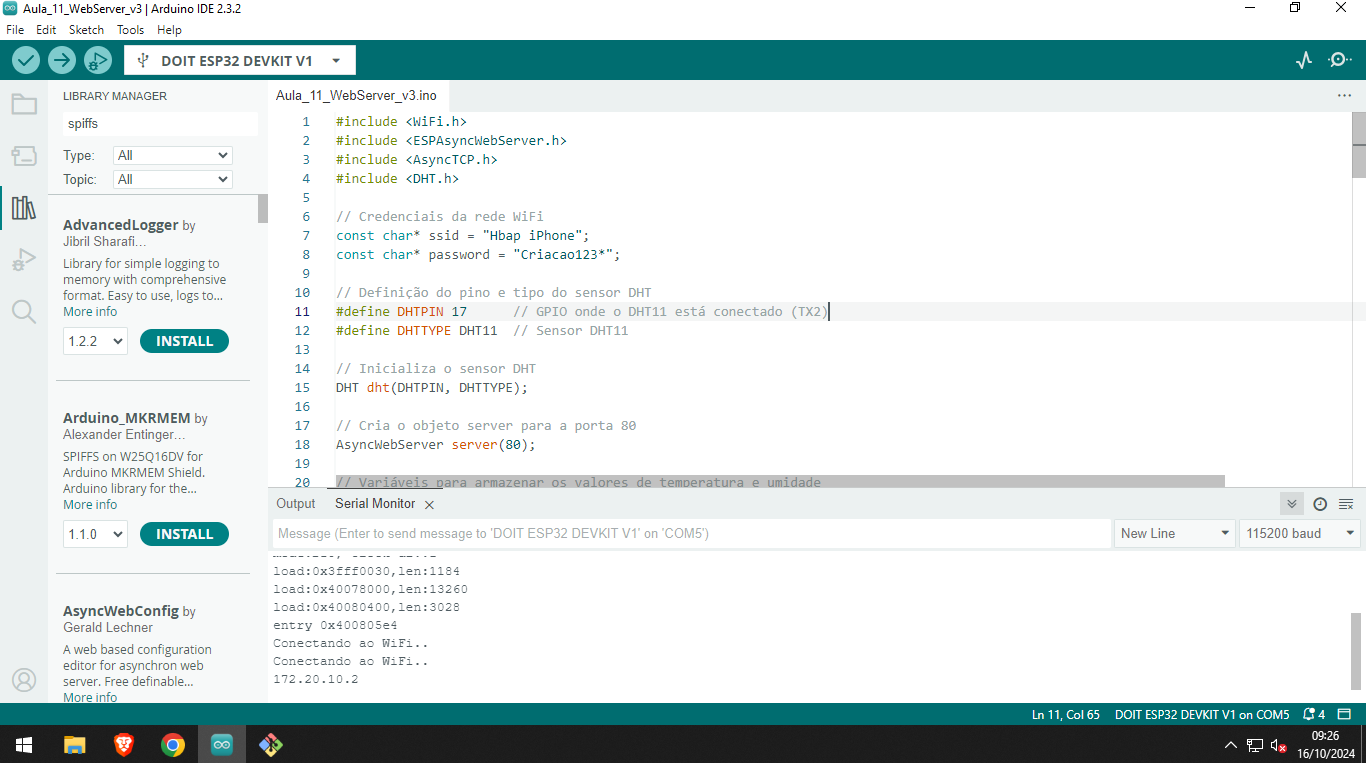 Aula_11_WebServer_v3 | Arduino IDE 2.3.2
File Edit Sketch Tools Help
DOIT ESP32 DEVKIT V1
LIBRARY MANAGER
spiffs
Type: All
Topic: All
AdvancedLogger by
Jibril Sharafi...
Library for simple logging to
memory with comprehensive
format. Easy to use, logs to...
More info
1.2.2 INSTALL
Arduino_MKRMEM by
Alexander Entinger...
SPIFFS on W25Q16DV for
Arduino MKRMEM Shield.
Arduino library for the...
More info
1.1.0 INSTALL
AsyncWebConfig by
Gerald Lechner
A web based configuration
editor for asynchron web
server. Free definable...
More info
Aula_11_WebServer_v3.ino
1 #include <WiFi.h>
2 #include <ESPAsyncWebServer.h>
3 #include <AsyncTCP.h>
4 #include <DHT.h>
5
6 // Credenciais da rede WiFi
7 const char* ssid = "Hbap iPhone";
8 const char* password = "Criacao123*";
9
10 // Definição do pino e tipo do sensor DHT
11 #define DHTPIN 17 // GPIO onde o DHT11 está conectado (TX2)
12 #define DHTTYPE DHT11 // Sensor DHT11
13
14 // Inicializa o sensor DHT
15 DHT dht(DHTPIN, DHTTYPE);
16
17 // Cria o objeto server para a porta 80
18 AsyncWebServer server(80);
19
20 // Variáveis para armazenar os valores de temperatura e umidade
Output Serial Monitor
Message (Enter to send message to 'DOIT ESP32 DEVKIT V1' on 'COM5')
New Line 115200 baud
load:0x3fff0030,len:1184
load:0x40078000,len:13260
load:0x40080400,len:3028
entry 0x400805e4
Conectando ao WiFi..
Conectando ao WiFi..
172.20.10.2
Ln 11, Col 65 DOIT ESP32 DEVKIT V1 on COM5 4
09:26
16/10/2024